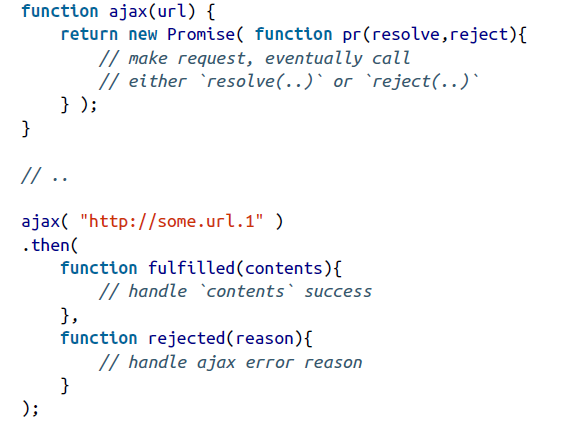 function ajax(url) {
    return new Promise( function pr(resolve,reject){
        // make request, eventually call
        // either `resolve(..)` or `reject(..)`
    } );
}

// ..

ajax( "http://some.url.1" )
.then(
    function fulfilled(contents){
        // handle `contents` success
    },
    function rejected(reason){
        // handle ajax error reason
    }
);